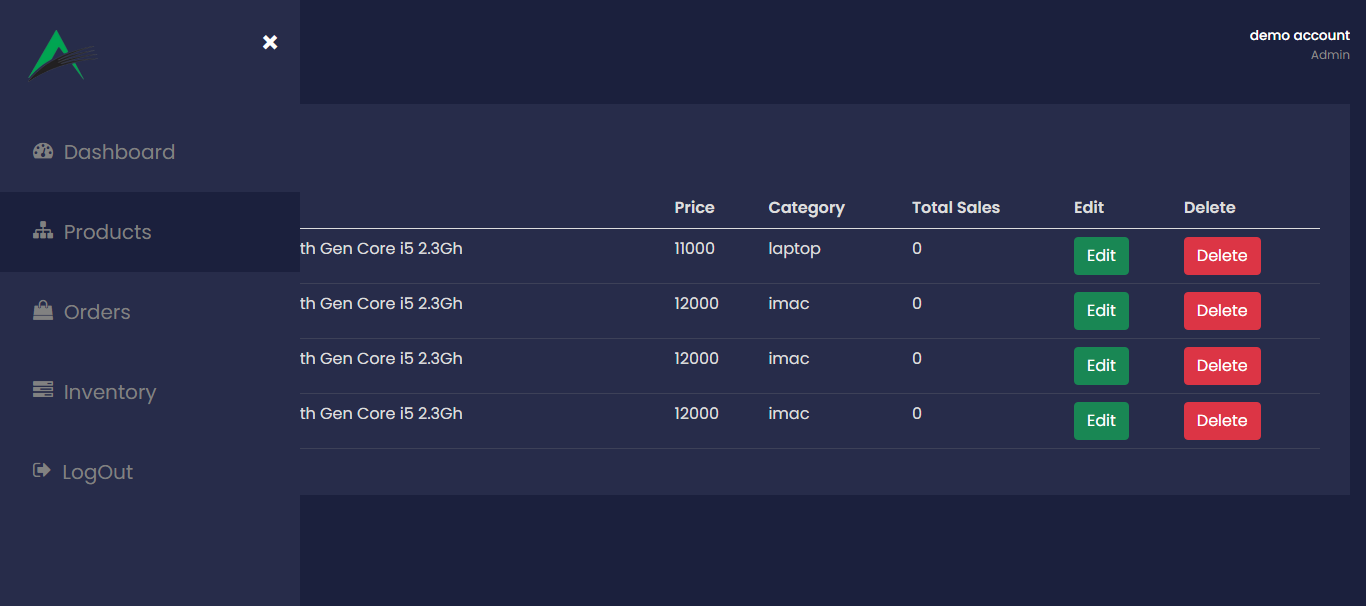 demo account
Admin
Dashboard
Products
Orders
Inventory
LogOut
Price Category Total Sales Edit Delete
th Gen Core i5 2.3Gh 11000 laptop 0 Edit Delete
th Gen Core i5 2.3Gh 12000 imac 0 Edit Delete
th Gen Core i5 2.3Gh 12000 imac 0 Edit Delete
th Gen Core i5 2.3Gh 12000 imac 0 Edit Delete